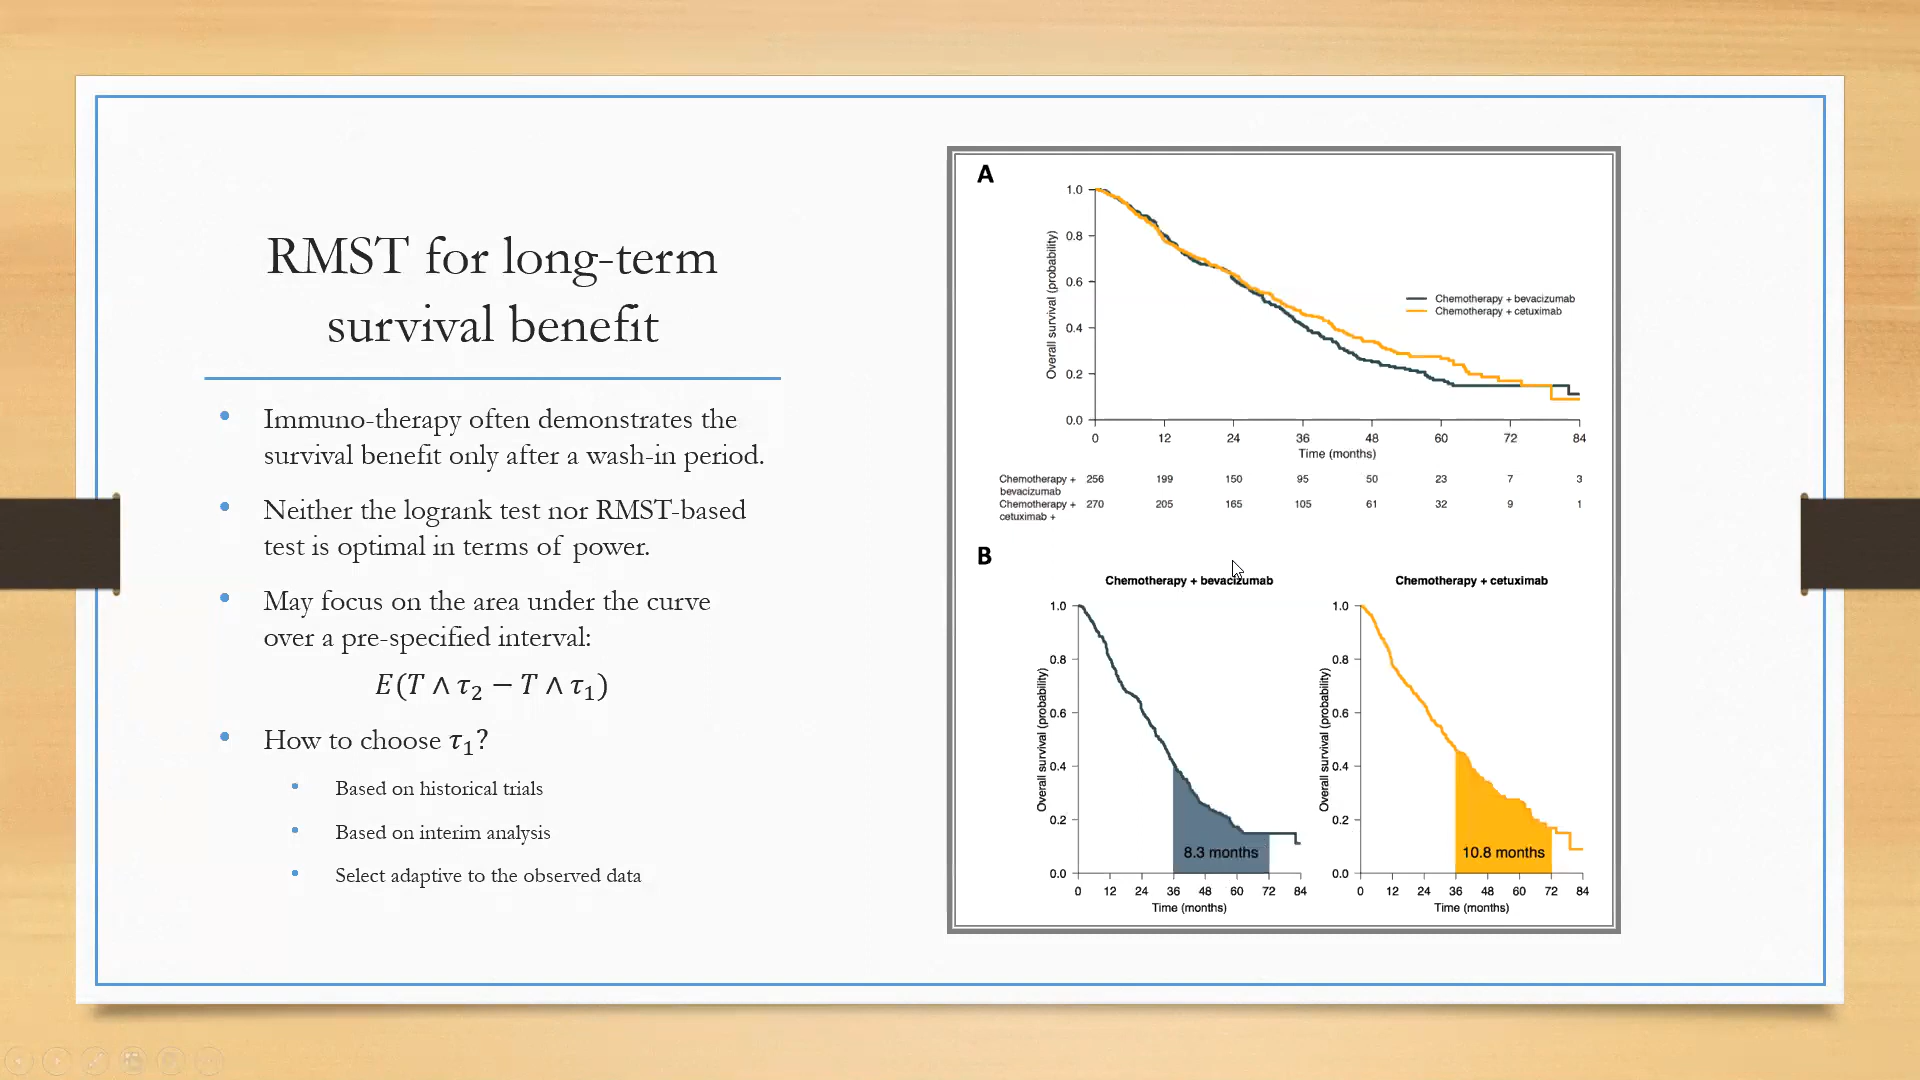 RMST for long-term
survival benefit
Immuno-therapy often demonstrates the
survival benefit only after a wash-in period.
Neither the logrank test nor RMST-based
test is optimal in terms of power.
May focus on the area under the curve
over a pre-specified interval:
E(T ∧ τ₂ − T ∧ τ₁)
How to choose τ₁?
Based on historical trials
Based on interim analysis
Select adaptive to the observed data
A
Overall survival (probability)
1.0
0.8
0.6
0.4
0.2
0.0
Chemotherapy + bevacizumab
Chemotherapy + cetuximab
0 12 24 36 48 60 72 84
Time (months)
Chemotherapy + 256 199 150 95 50 23 7 3
bevacizumab
Chemotherapy + 270 205 165 105 61 32 9 1
cetuximab +
B
Chemotherapy + bevacizumab
Overall survival (probability)
1.0
0.8
0.6
0.4
0.2
0.0
8.3 months
0 12 24 36 48 60 72 84
Time (months)
Chemotherapy + cetuximab
Overall survival (probability)
1.0
0.8
0.6
0.4
0.2
0.0
10.8 months
0 12 24 36 48 60 72 84
Time (months)